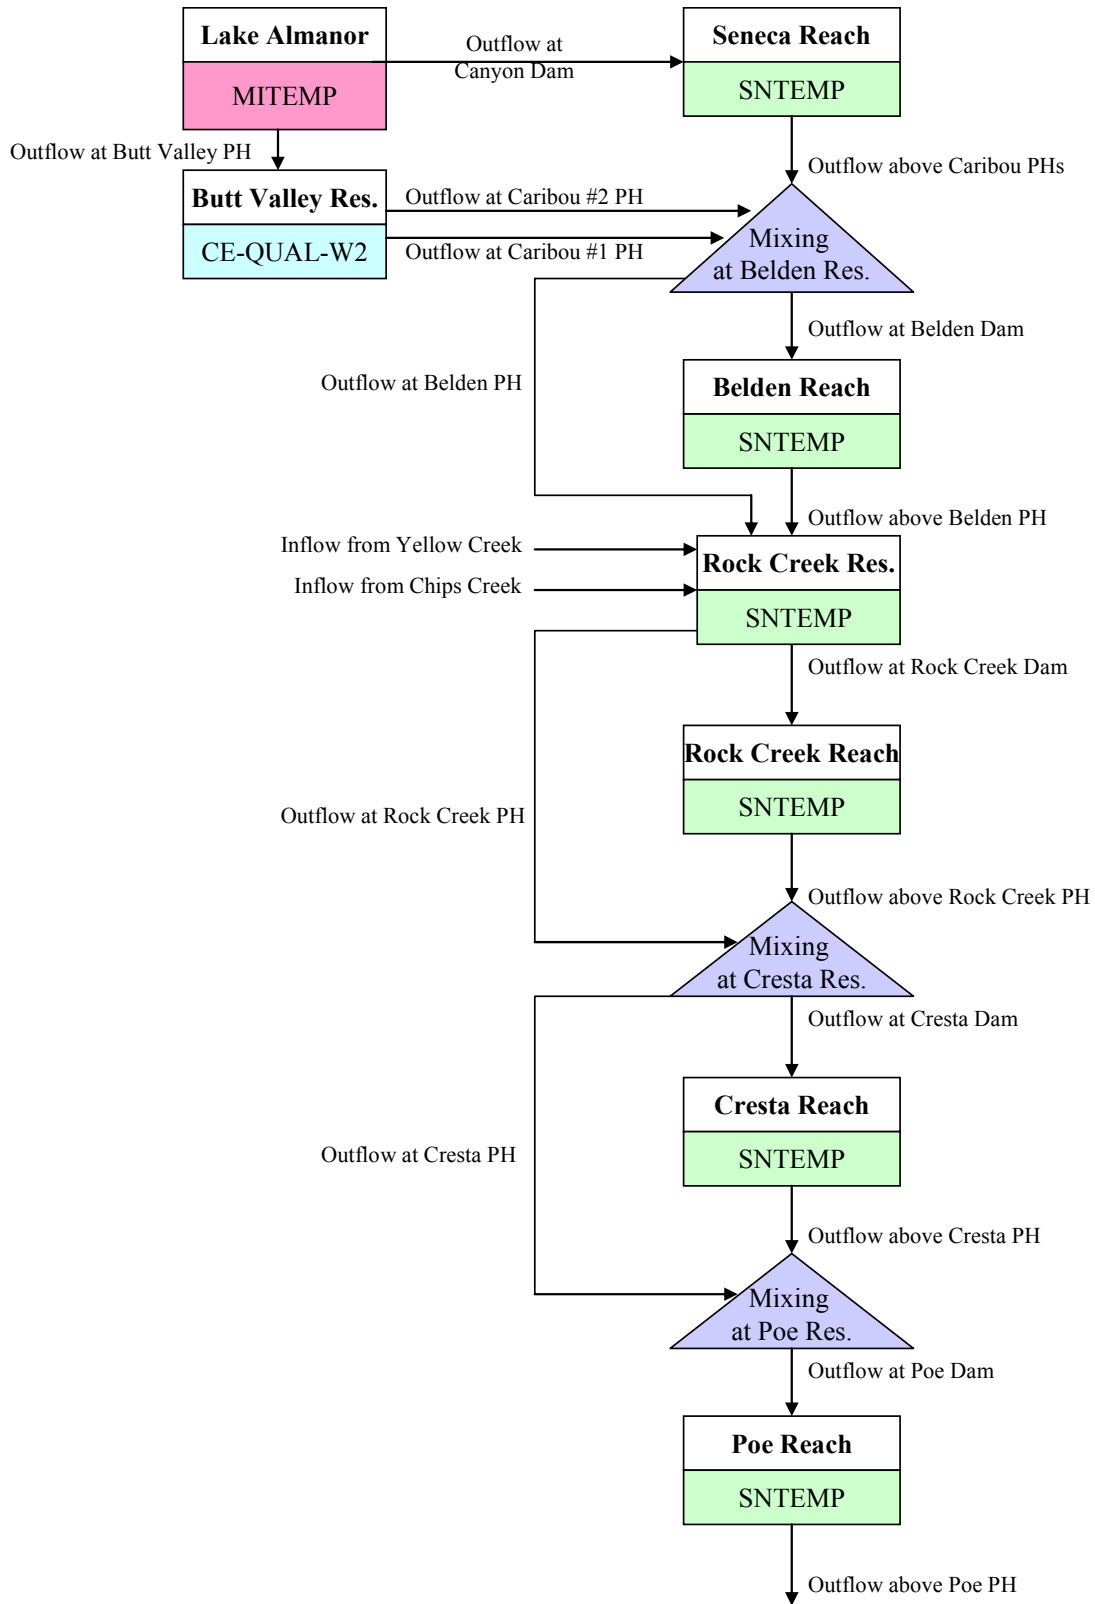 Lake Almanor
MITEMP
Outflow at
Canyon Dam
Seneca Reach
SNTEMP
Outflow at Butt Valley PH
Outflow above Caribou PHs
Butt Valley Res.
CE-QUAL-W2
Outflow at Caribou #2 PH
Outflow at Caribou #1 PH
Mixing
at Belden Res.
Outflow at Belden Dam
Outflow at Belden PH
Belden Reach
SNTEMP
Outflow above Belden PH
Inflow from Yellow Creek
Inflow from Chips Creek
Rock Creek Res.
SNTEMP
Outflow at Rock Creek Dam
Rock Creek Reach
SNTEMP
Outflow at Rock Creek PH
Outflow above Rock Creek PH
Mixing
at Cresta Res.
Outflow at Cresta Dam
Cresta Reach
SNTEMP
Outflow at Cresta PH
Outflow above Cresta PH
Mixing
at Poe Res.
Outflow at Poe Dam
Poe Reach
SNTEMP
Outflow above Poe PH